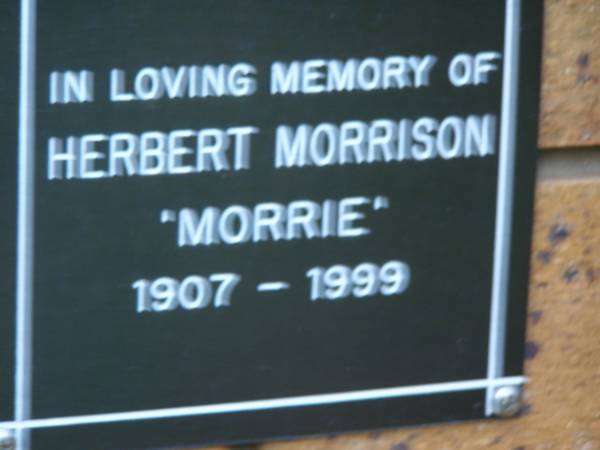 IN LOVING MEMORY OF
HERBERT MORRISON
"MORRIE"
1907 - 1999